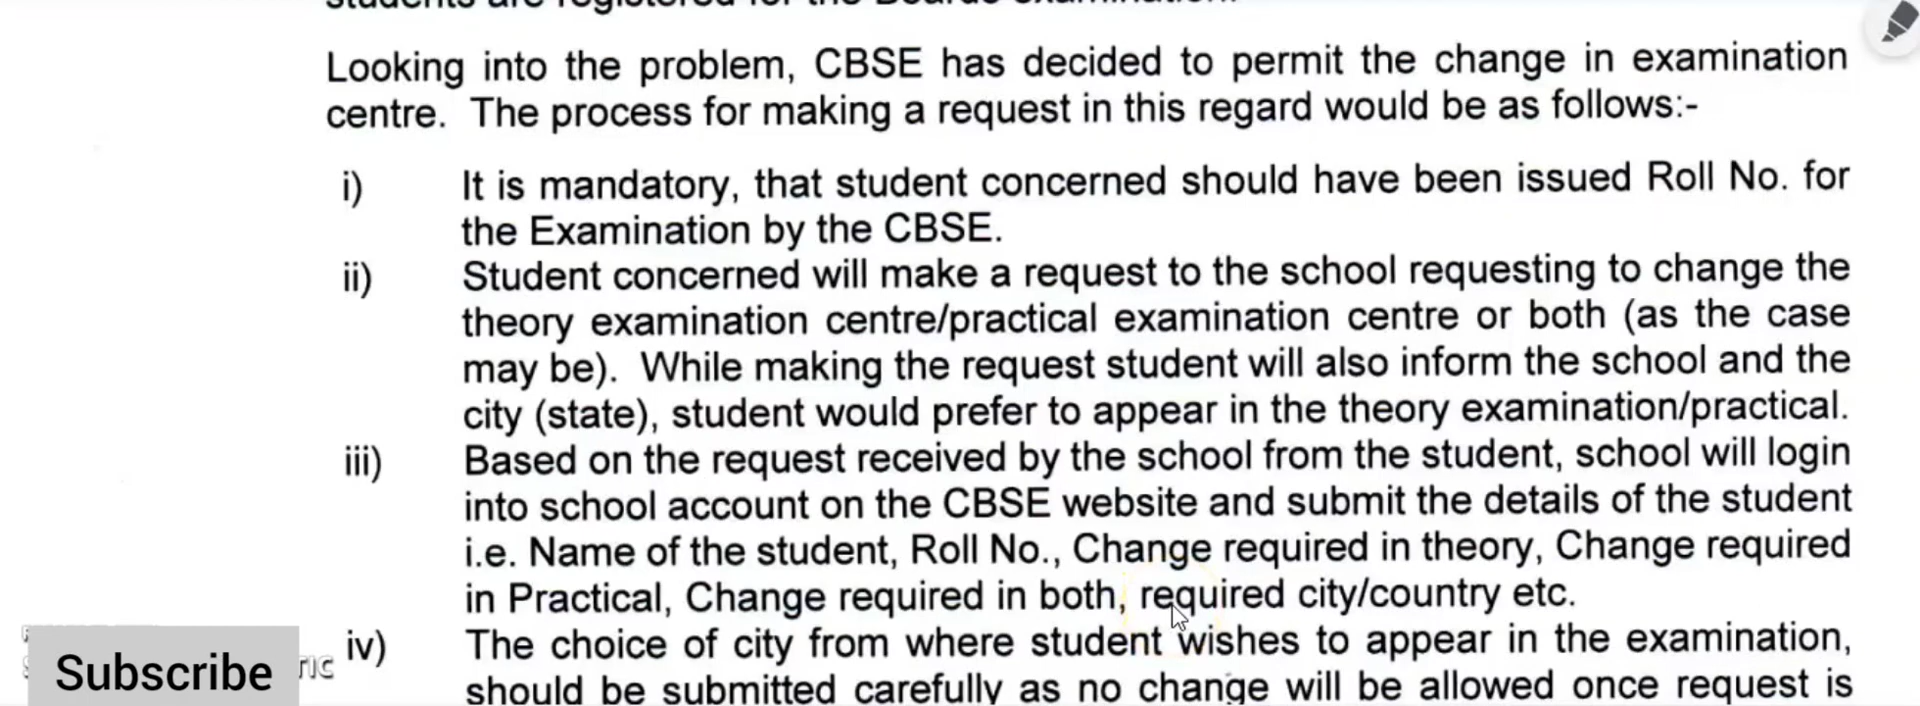 students are registered for the Boards examination.
Looking into the problem, CBSE has decided to permit the change in examination
centre. The process for making a request in this regard would be as follows:-
i) It is mandatory, that student concerned should have been issued Roll No. for
the Examination by the CBSE.
ii) Student concerned will make a request to the school requesting to change the
theory examination centre/practical examination centre or both (as the case
may be). While making the request student will also inform the school and the
city (state), student would prefer to appear in the theory examination/practical.
iii) Based on the request received by the school from the student, school will login
into school account on the CBSE website and submit the details of the student
i.e. Name of the student, Roll No., Change required in theory, Change required
in Practical, Change required in both, required city/country etc.
iv) The choice of city from where student wishes to appear in the examination,
should be submitted carefully as no change will be allowed once request is
Subscribe